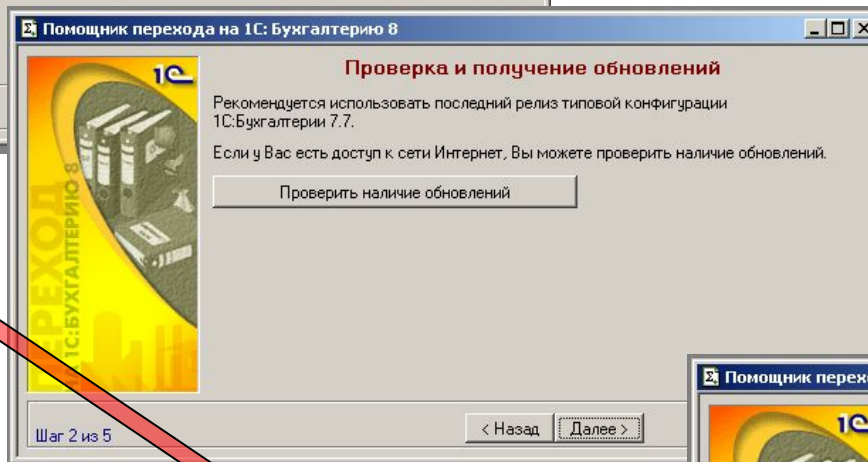 Помощник перехода на 1С: Бухгалтерию 8
1С
Проверка и получение обновлений
Рекомендуется использовать последний релиз типовой конфигурации
1С:Бухгалтерии 7.7.
Если у Вас есть доступ к сети Интернет, Вы можете проверить наличие обновлений.
Проверить наличие обновлений
ПЕРЕХОД
НА 1С:БУХГАЛТЕРИЮ 8
Шаг 2 из 5
< Назад
Далее >
Помощник перех
1С